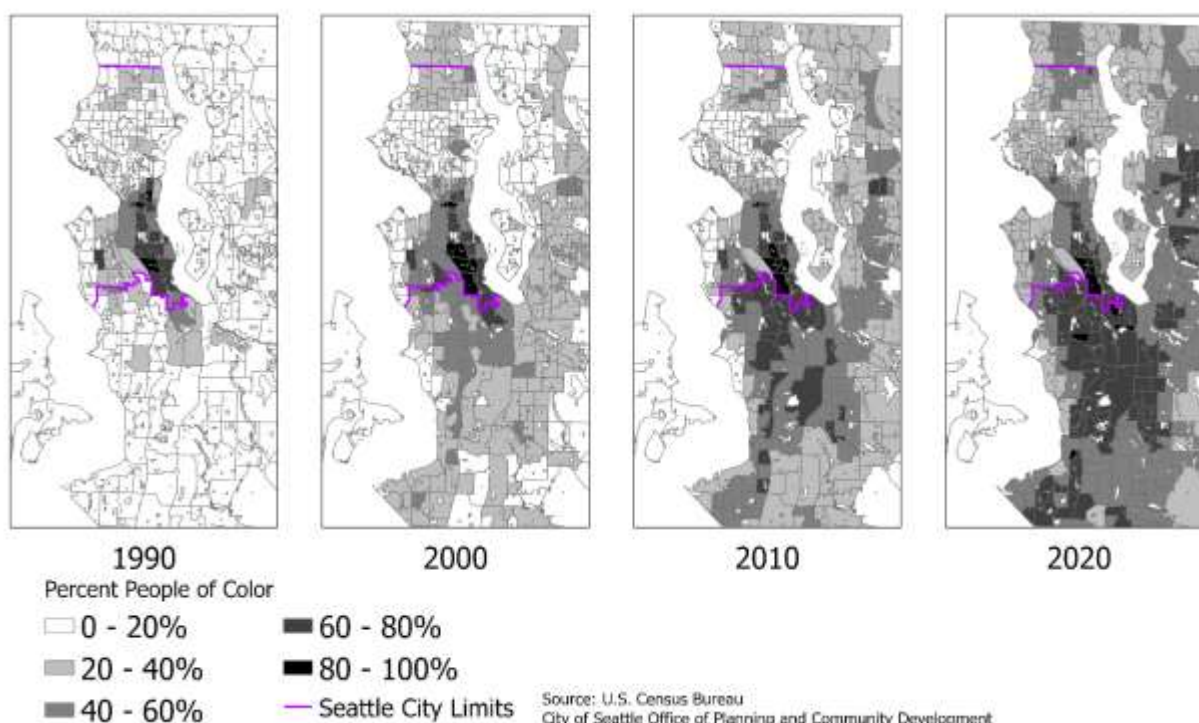 1990 2000 2010 2020
Percent People of Color
0 - 20%
20 - 40%
40 - 60%
60 - 80%
80 - 100%
Seattle City Limits
Source: U.S. Census Bureau
City of Seattle Office of Planning and Community Development